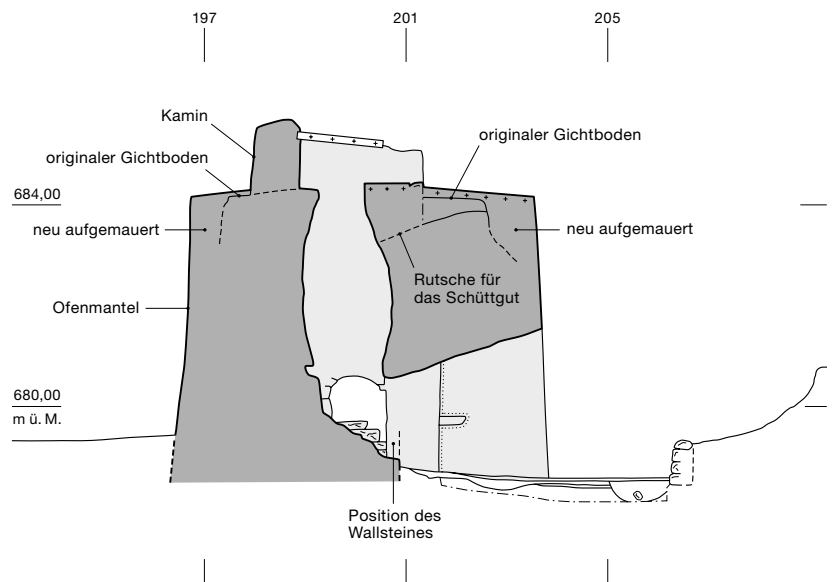 197
201
205
Kamin
originaler Gichtboden
originaler Gichtboden
684,00
neu aufgemauert
neu aufgemauert
Rutsche für
das Schüttgut
Ofenmantel
680,00
m ü. M.
Position des
Wallsteines